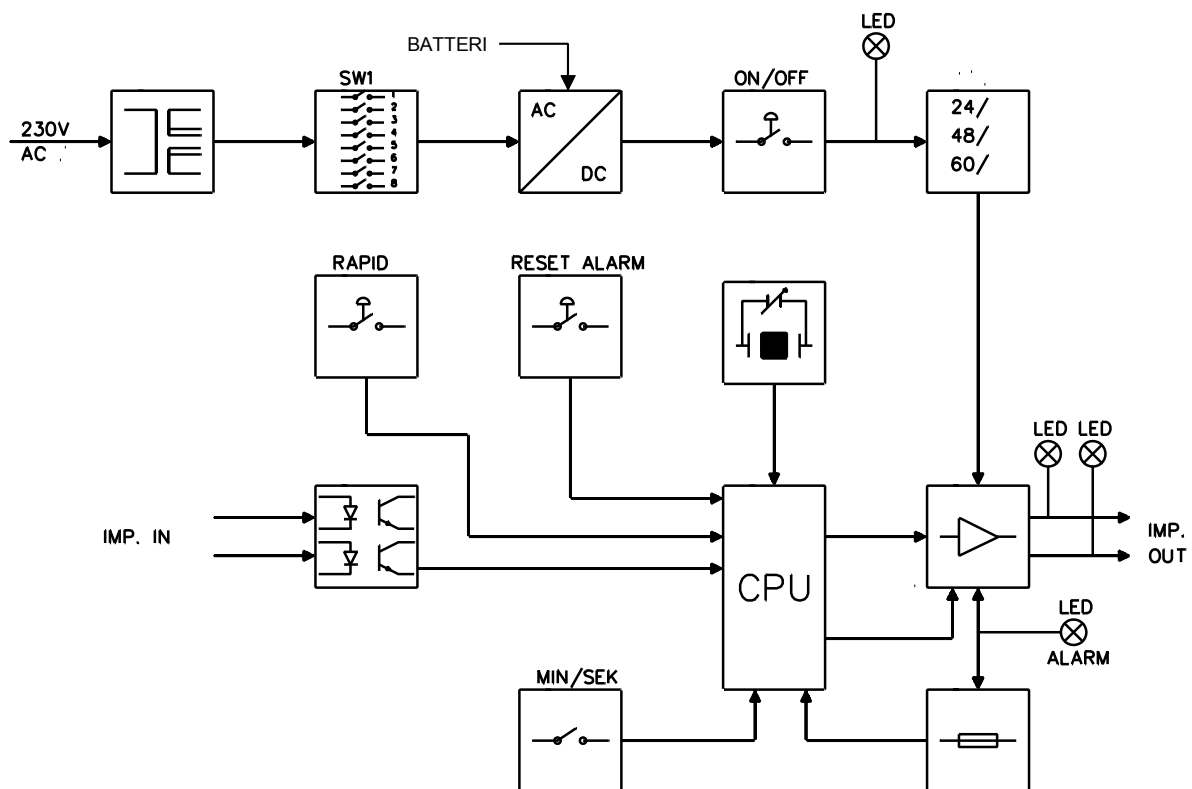 LED
BATTERI
SW1
ON/OFF
1
2
3
4
5
6
7
8
230V
AC
AC
DC
24/
48/
60/
RAPID
RESET ALARM
LED LED
IMP. IN
CPU
IMP.
OUT
LED
ALARM
MIN/SEK